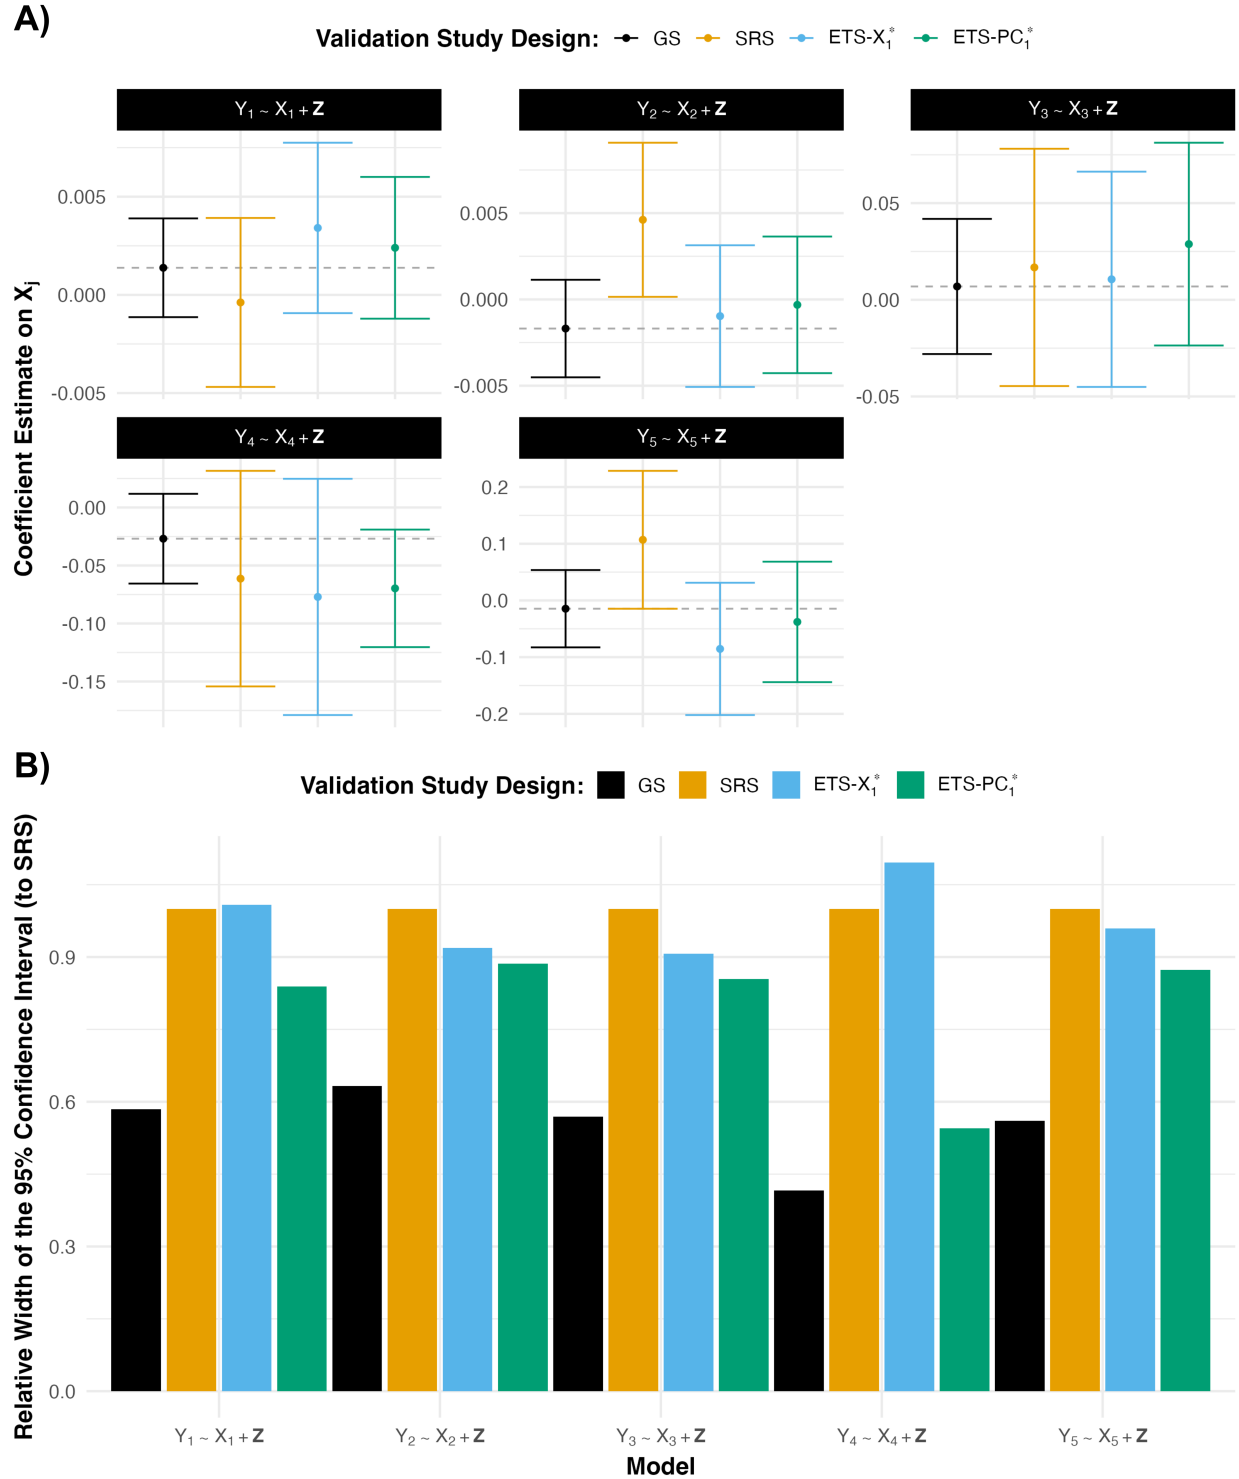 A)
Validation Study Design: GS SRS ETS-X₁* ETS-PC₁*
Y₁ ~ X₁ + Z
Y₂ ~ X₂ + Z
Y₃ ~ X₃ + Z
Coefficient Estimate on Xⱼ
0.005
0.000
-0.005
0.005
0.000
-0.005
0.05
0.00
-0.05
Y₄ ~ X₄ + Z
Y₅ ~ X₅ + Z
0.00
-0.05
-0.10
-0.15
0.2
0.1
0.0
-0.1
-0.2
B)
Validation Study Design: GS SRS ETS-X₁* ETS-PC₁*
Relative Width of the 95% Confidence Interval (to SRS)
0.9
0.6
0.3
0.0
Y₁ ~ X₁ + Z Y₂ ~ X₂ + Z Y₃ ~ X₃ + Z Y₄ ~ X₄ + Z Y₅ ~ X₅ + Z
Model